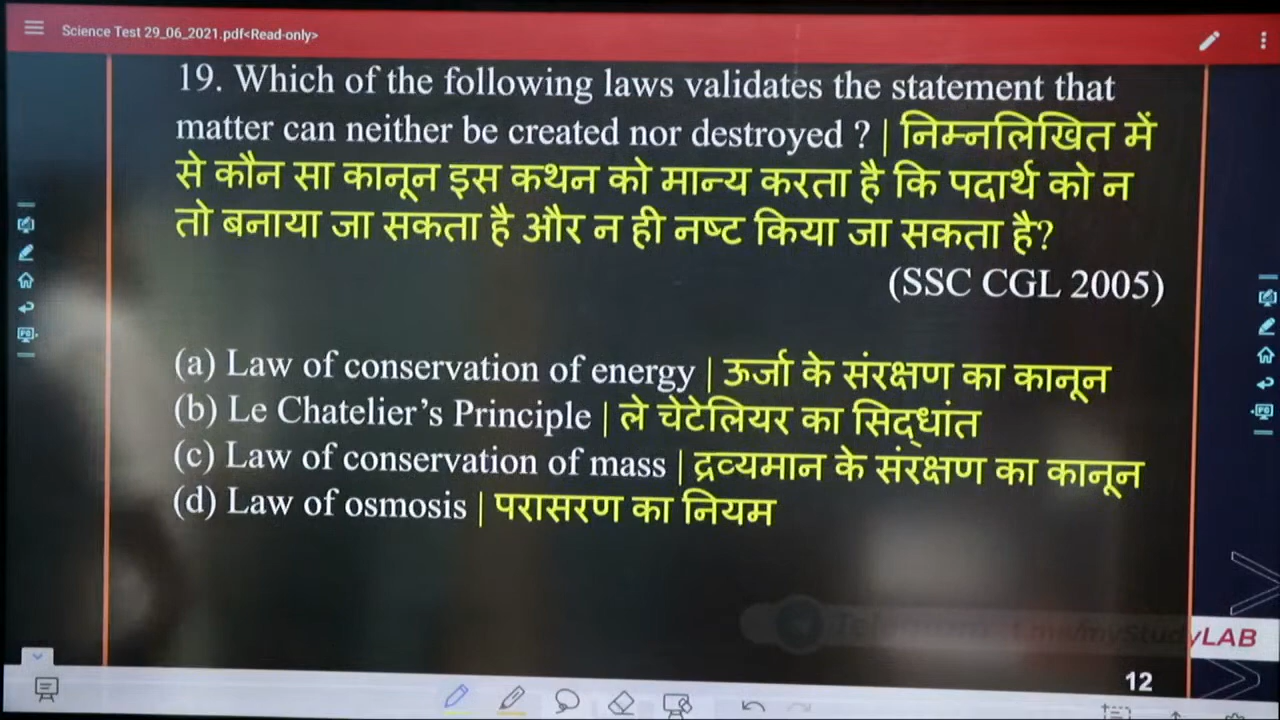 Science Test 29_06_2021.pdf<Read-only>
19. Which of the following laws validates the statement that
matter can neither be created nor destroyed ? | निम्नलिखित में
से कौन सा कानून इस कथन को मान्य करता है कि पदार्थ को न
तो बनाया जा सकता है और न ही नष्ट किया जा सकता है?
(SSC CGL 2005)
(a) Law of conservation of energy | ऊर्जा के संरक्षण का कानून
(b) Le Chatelier’s Principle | ले चेटेलियर का सिद्धांत
(c) Law of conservation of mass | द्रव्यमान के संरक्षण का कानून
(d) Law of osmosis | परासरण का नियम
yLAB
12